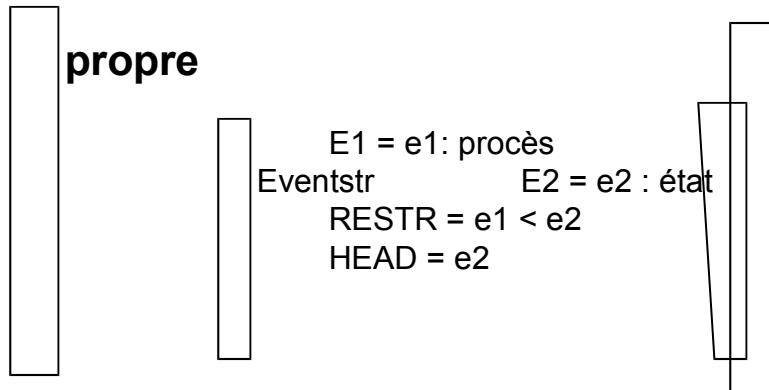 propre
E1 = e1: procès
Eventstr E2 = e2 : état
RESTR = e1 < e2
HEAD = e2